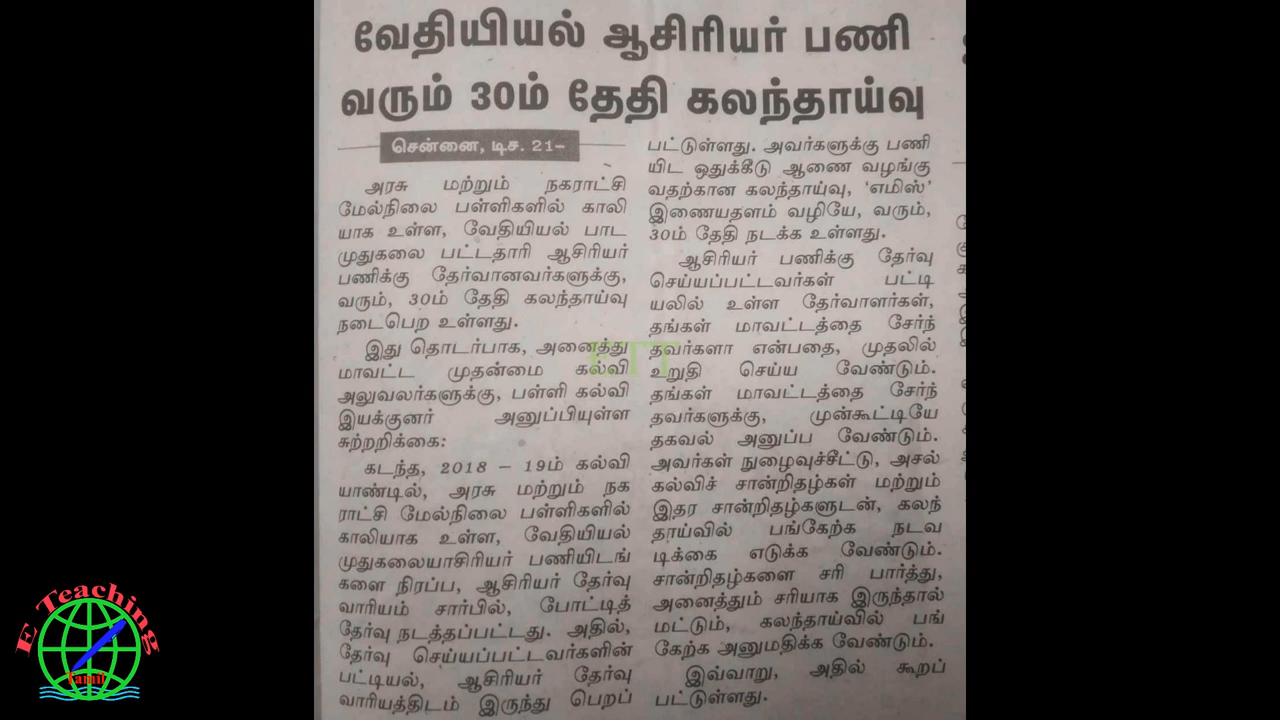 வேதியியல் ஆசிரியர் பணி
வரும் 30ம் தேதி கலந்தாய்வு
சென்னை, டிச. 21–
அரசு மற்றும் நகராட்சி
மேல்நிலை பள்ளிகளில் காலி
யாக உள்ள, வேதியியல் பாட
முதுகலை பட்டதாரி ஆசிரியர்
பணிக்கு தேர்வானவர்களுக்கு,
வரும், 30ம் தேதி கலந்தாய்வு
நடைபெற உள்ளது.
இது தொடர்பாக, அனைத்து
மாவட்ட முதன்மை கல்வி
அலுவலர்களுக்கு, பள்ளி கல்வி
இயக்குனர் அனுப்பியுள்ள
சுற்றறிக்கை:
கடந்த, 2018 – 19ம் கல்வி
யாண்டில், அரசு மற்றும் நக
ராட்சி மேல்நிலை பள்ளிகளில்
காலியாக உள்ள, வேதியியல்
முதுகலையாசிரியர் பணியிடங்
களை நிரப்ப, ஆசிரியர் தேர்வு
வாரியம் சார்பில், போட்டித்
தேர்வு நடத்தப்பட்டது. அதில்,
தேர்வு செய்யப்பட்டவர்களின்
பட்டியல், ஆசிரியர் தேர்வு
வாரியத்திடம் இருந்து பெறப்
பட்டுள்ளது. அவர்களுக்கு பணி
யிட ஒதுக்கீடு ஆணை வழங்கு
வதற்கான கலந்தாய்வு, ‘எமிஸ்’
இணையதளம் வழியே, வரும்,
30ம் தேதி நடக்க உள்ளது.
ஆசிரியர் பணிக்கு தேர்வு
செய்யப்பட்டவர்கள் பட்டி
யலில் உள்ள தேர்வாளர்கள்,
தங்கள் மாவட்டத்தை சேர்ந்
தவர்களா என்பதை, முதலில்
உறுதி செய்ய வேண்டும்.
தங்கள் மாவட்டத்தை சேர்ந்
தவர்களுக்கு, முன்கூட்டியே
தகவல் அனுப்ப வேண்டும்.
அவர்கள் நுழைவுச்சீட்டு, அசல்
கல்விச் சான்றிதழ்கள் மற்றும்
இதர சான்றிதழ்களுடன், கலந்
தாய்வில் பங்கேற்க நடவ
டிக்கை எடுக்க வேண்டும்.
சான்றிதழ்களை சரி பார்த்து,
அனைத்தும் சரியாக இருந்தால்
மட்டும், கலந்தாய்வில் பங்
கேற்க அனுமதிக்க வேண்டும்.
இவ்வாறு, அதில் கூறப்
பட்டுள்ளது.
ETT
E Teaching
Tamil